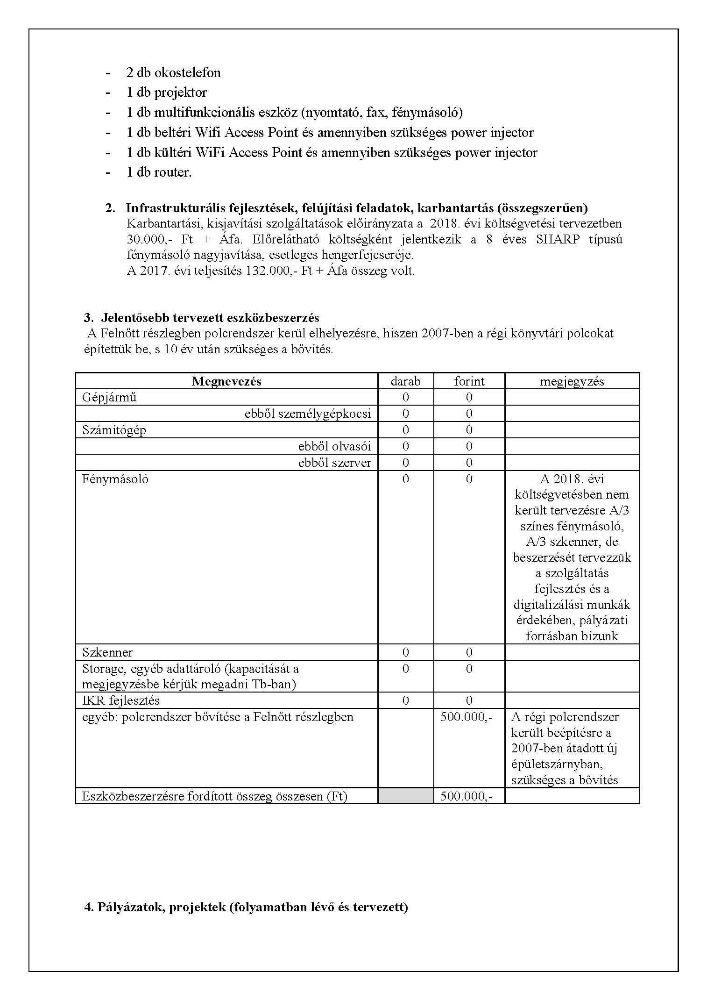 - 2 db okostelefon
- 1 db projektor
- 1 db multifunkcionális eszköz (nyomtató, fax, fénymásoló)
- 1 db beltéri Wifi Access Point és amennyiben szükséges power injector
- 1 db kültéri WiFi Access Point és amennyiben szükséges power injector
- 1 db router.
2. Infrastrukturális fejlesztések, felújítási feladatok, karbantartás (összegszerűen)
Karbantartási, kisjavítási szolgáltatások előirányzata a 2018. évi költségvetési tervezetben
30.000,- Ft + Áfa. Előrelátható költségként jelentkezik a 8 éves SHARP típusú
fénymásoló nagyjavítása, esetleges hengerfejcseréje.
A 2017. évi teljesítés 132.000,- Ft + Áfa összeg volt.
3. Jelentősebb tervezett eszközbeszerzés
A Felnőtt részlegben polcrendszer kerül elhelyezésre, hiszen 2007-ben a régi könyvtári polcokat
építettük be, s 10 év után szükséges a bővítés.
Megnevezés darab forint megjegyzés
Gépjármű 0 0
ebből személygépkocsi 0 0
Számítógép 0 0
ebből olvasói 0 0
ebből szerver 0 0
Fénymásoló 0 0 A 2018. évi
költségvetésben nem
került tervezésre A/3
színes fénymásoló,
A/3 szkenner, de
beszerzését tervezzük
a szolgáltatás
fejlesztés és a
digitalizálási munkák
érdekében, pályázati
forrásban bízunk
Szkenner 0 0
Storage, egyéb adattároló (kapacitását a 0 0
megjegyzésbe kérjük megadni Tb-ban)
IKR fejlesztés 0 0
egyéb: polcrendszer bővítése a Felnőtt részlegben 500.000,- A régi polcrendszer
került beépítésre a
2007-ben átadott új
épületszárnyban,
szükséges a bővítés
Eszközbeszerzésre fordított összeg összesen (Ft) 500.000,-
4. Pályázatok, projektek (folyamatban lévő és tervezett)